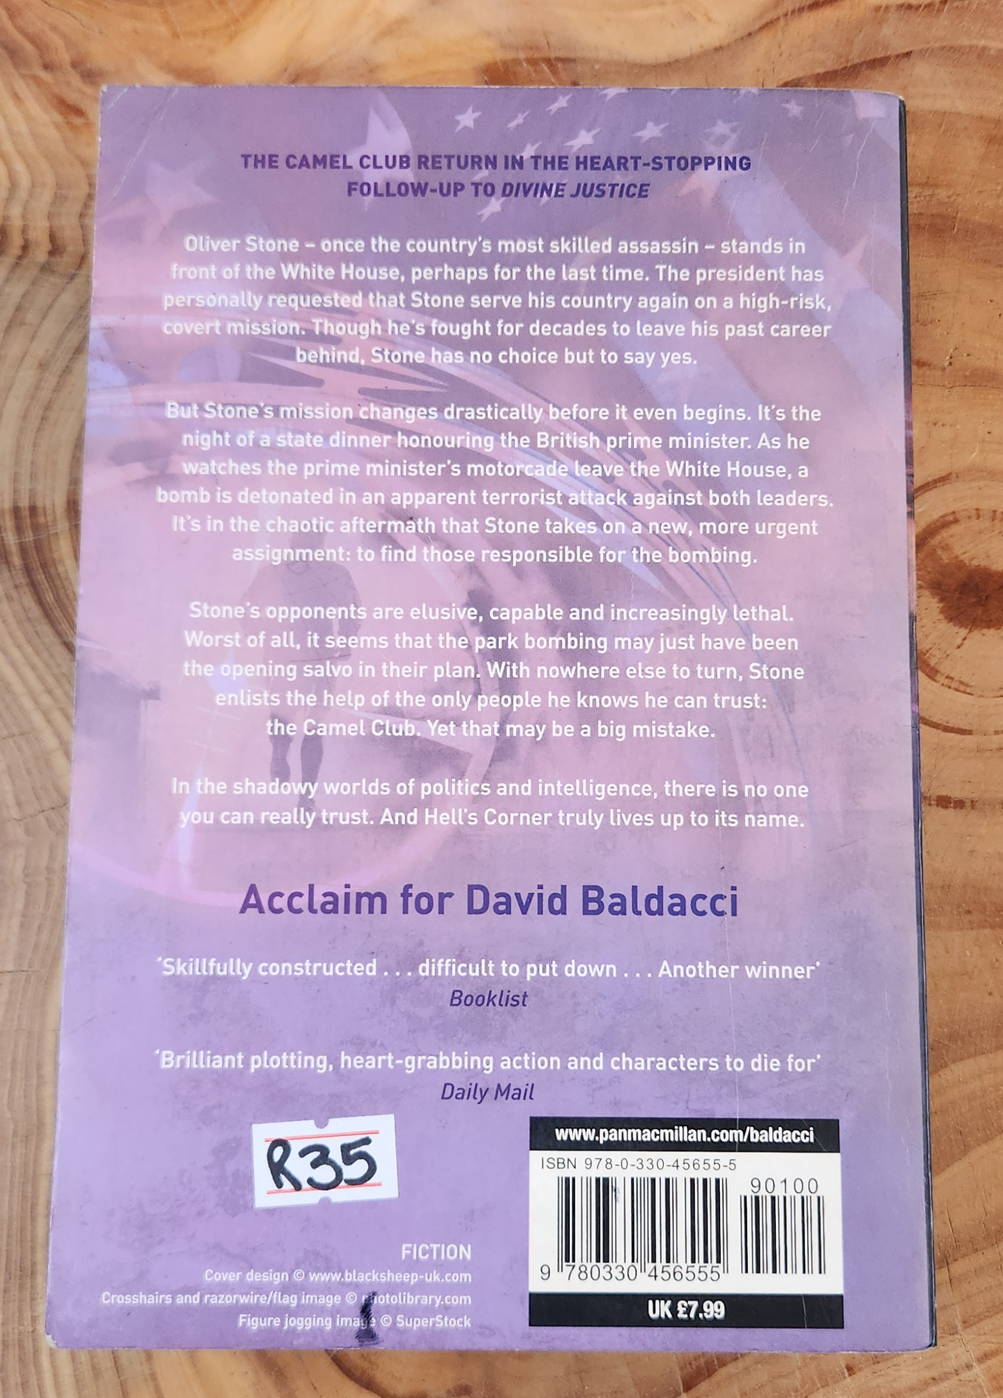 THE CAMEL CLUB RETURN IN THE HEART-STOPPING
FOLLOW-UP TO DIVINE JUSTICE
Oliver Stone – once the country's most skilled assassin – stands in
front of the White House, perhaps for the last time. The president has
personally requested that Stone serve his country again on a high-risk,
covert mission. Though he's fought for decades to leave his past career
behind, Stone has no choice but to say yes.
But Stone's mission changes drastically before it even begins. It's the
night of a state dinner honouring the British prime minister. As he
watches the prime minister's motorcade leave the White House, a
bomb is detonated in an apparent terrorist attack against both leaders.
It's in the chaotic aftermath that Stone takes on a new, more urgent
assignment: to find those responsible for the bombing.
Stone's opponents are elusive, capable and increasingly lethal.
Worst of all, it seems that the park bombing may just have been
the opening salvo in their plan. With nowhere else to turn, Stone
enlists the help of the only people he knows he can trust:
the Camel Club. Yet that may be a big mistake.
In the shadowy worlds of politics and intelligence, there is no one
you can really trust. And Hell's Corner truly lives up to its name.
Acclaim for David Baldacci
'Skillfully constructed . . . difficult to put down . . . Another winner'
Booklist
'Brilliant plotting, heart-grabbing action and characters to die for'
Daily Mail
R35
FICTION
Cover design © www.blacksheep-uk.com
Crosshairs and razorwire/flag image © photolibrary.com
Figure jogging image © SuperStock
www.panmacmillan.com/baldacci
ISBN 978-0-330-45655-5
90100
9 780330 456555
UK £7.99